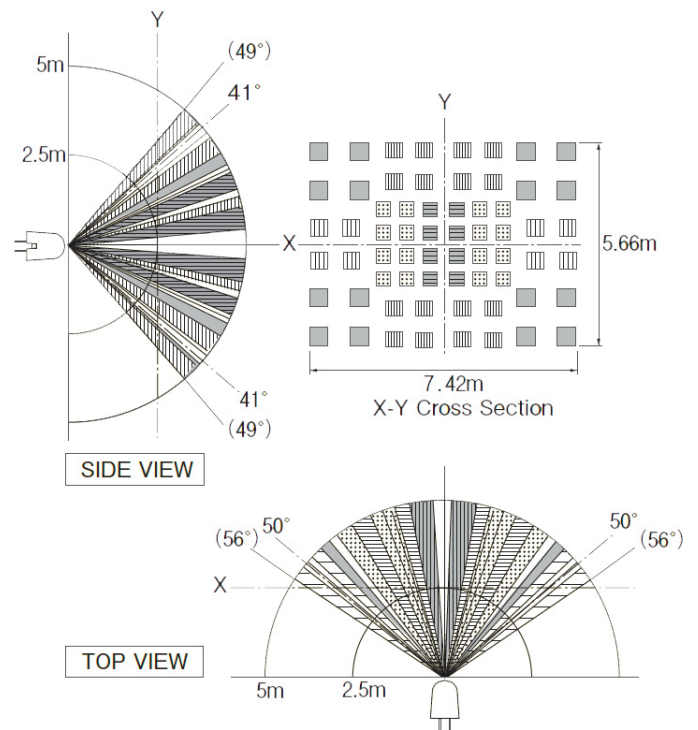 Y
(49°)
5m
41°
2.5m
41°
(49°)
SIDE VIEW
Y
X
5.66m
7.42m
X-Y Cross Section
50°
(56°)
50°
(56°)
X
TOP VIEW
5m
2.5m